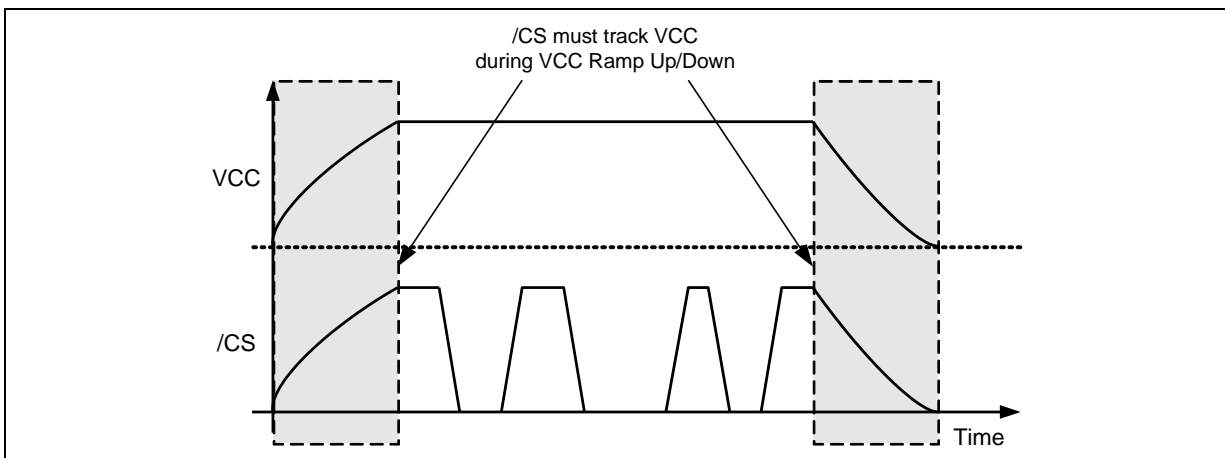 /CS must track VCC
during VCC Ramp Up/Down
VCC
/CS
Time